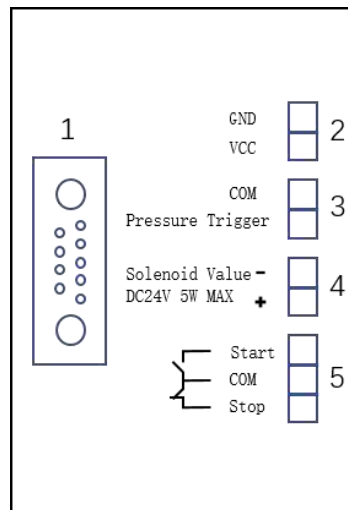 1
GND
VCC
2
COM
Pressure Trigger
3
Solenoid Value -
DC24V 5W MAX +
4
Start
COM
Stop
5